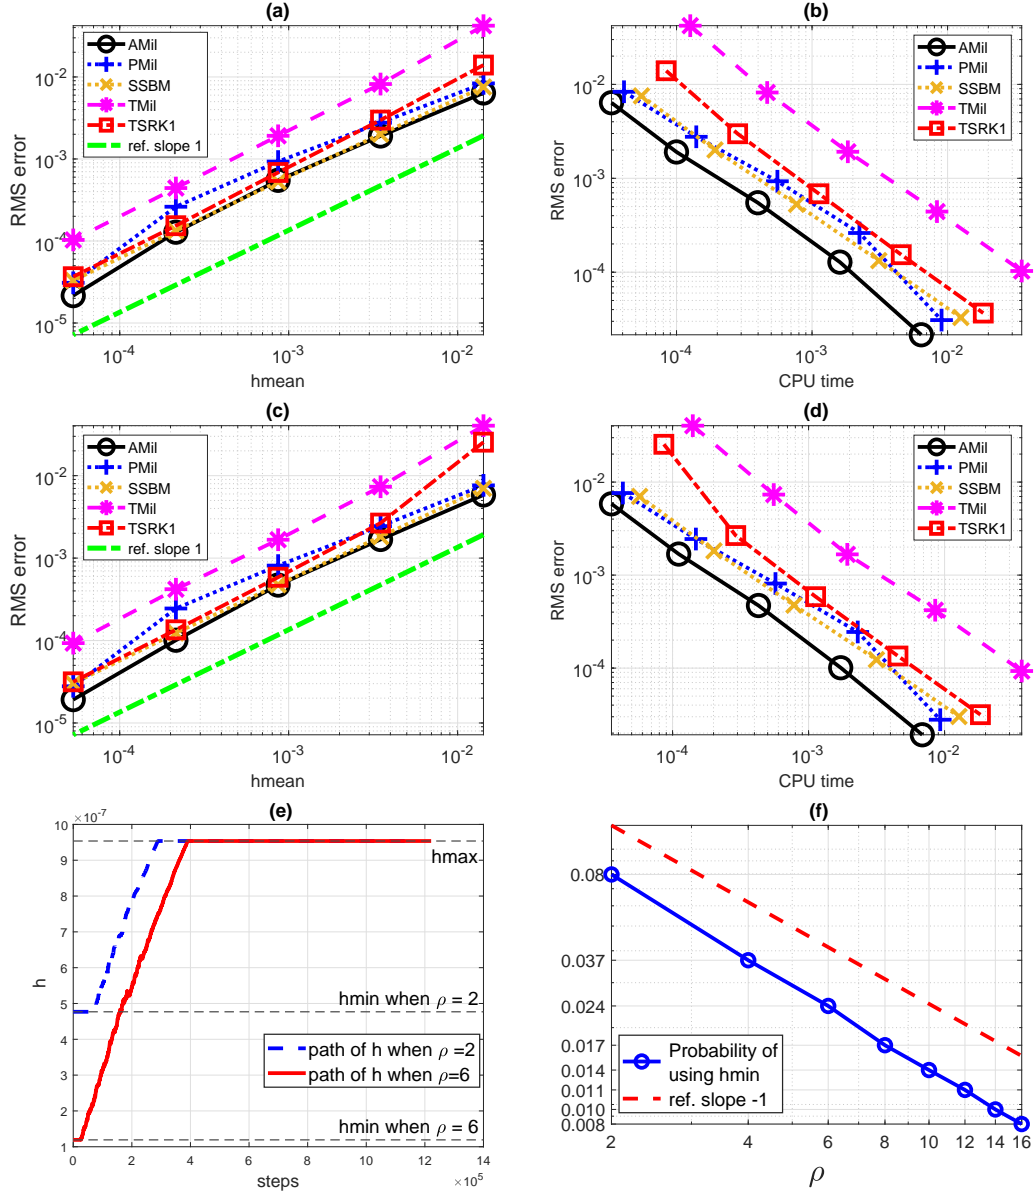 (a)
RMS error
10^-2
10^-3
10^-4
10^-5
AMil
PMil
SSBM
TMil
TSRK1
ref. slope 1
10^-4
10^-3
10^-2
hmean
(b)
RMS error
10^-2
10^-3
10^-4
AMil
PMil
SSBM
TMil
TSRK1
10^-4
10^-3
10^-2
CPU time
(c)
RMS error
10^-2
10^-3
10^-4
10^-5
AMil
PMil
SSBM
TMil
TSRK1
ref. slope 1
10^-4
10^-3
10^-2
hmean
(d)
RMS error
10^-2
10^-3
10^-4
AMil
PMil
SSBM
TMil
TSRK1
10^-4
10^-3
10^-2
CPU time
(e)
×10^-7
h
10
9
8
7
6
5
4
3
2
1
hmax
hmin when ρ = 2
path of h when ρ =2
path of h when ρ=6
hmin when ρ = 6
0 2 4 6 8 10 12 14
steps
×10^5
(f)
0.08
0.037
0.024
0.017
0.014
0.011
0.010
0.008
Probability of
using hmin
ref. slope -1
2 4 6 8 10 12 14 16
ρ